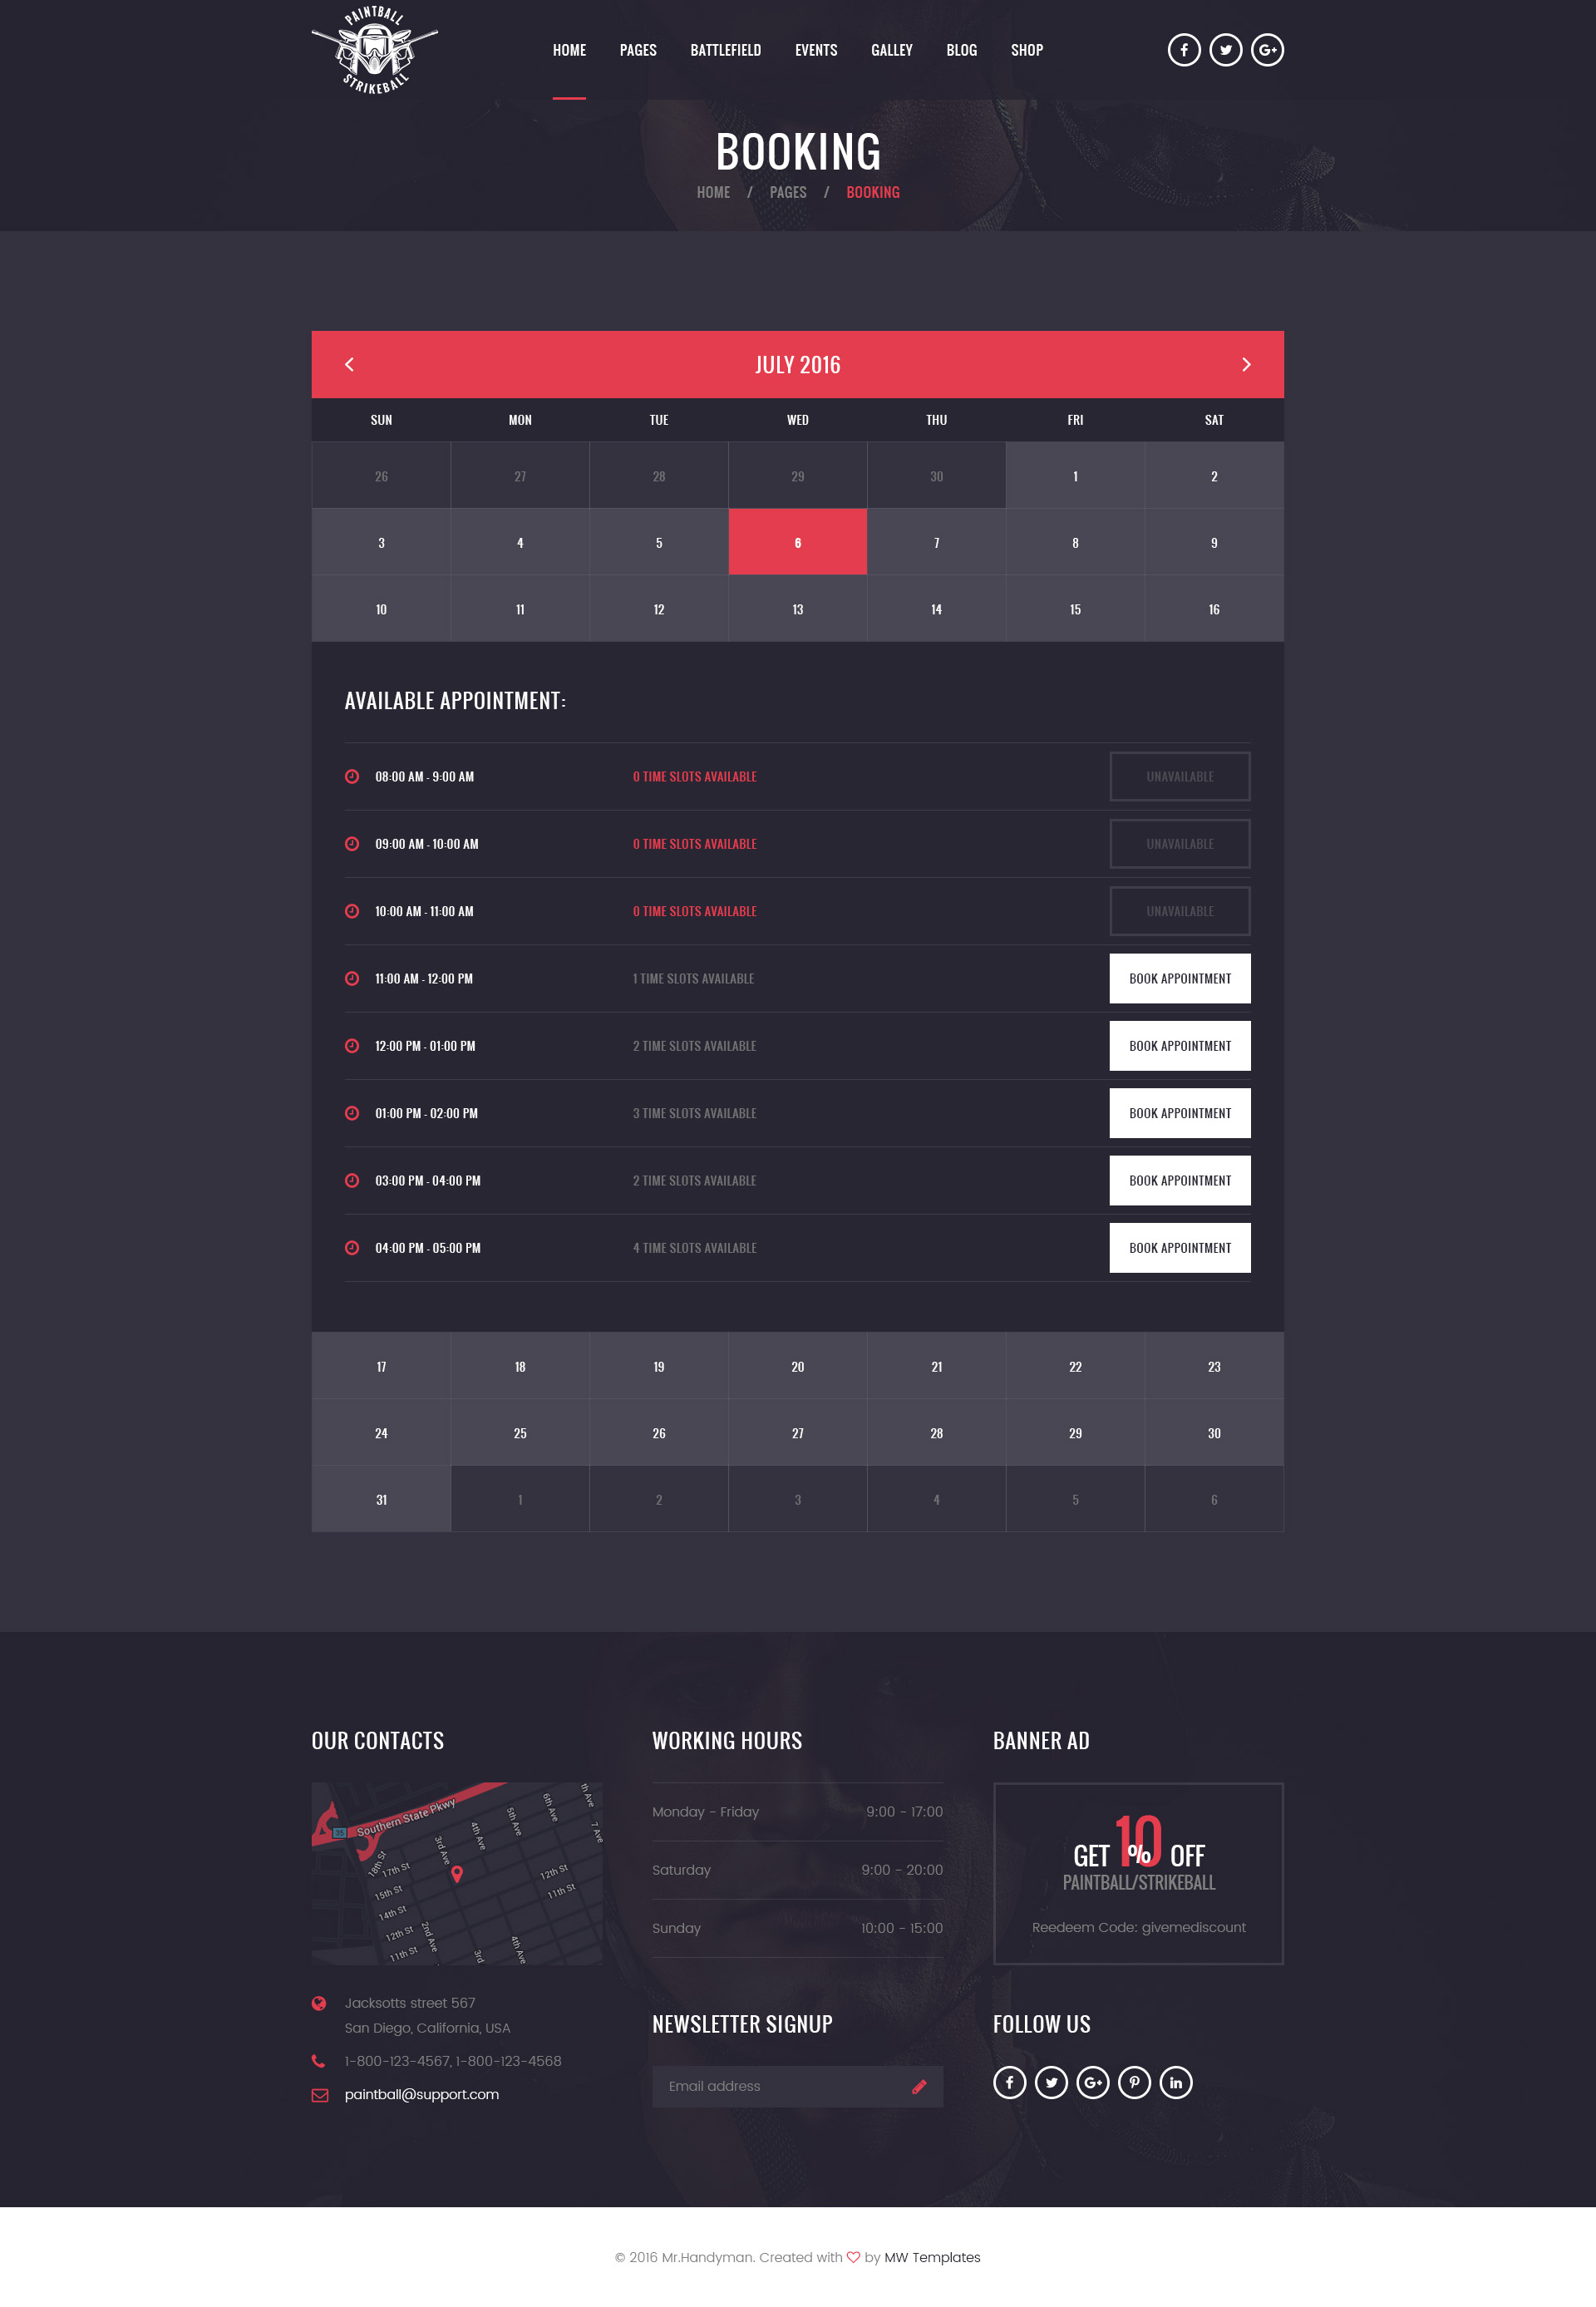 PAINTBALL
STRIKEBALL
HOME PAGES BATTLEFIELD EVENTS GALLEY BLOG SHOP
BOOKING
HOME / PAGES / BOOKING
JULY 2016
SUN MON TUE WED THU FRI SAT
26 27 28 29 30 1 2
3 4 5 6 7 8 9
10 11 12 13 14 15 16
AVAILABLE APPOINTMENT:
08:00 AM - 9:00 AM 0 TIME SLOTS AVAILABLE UNAVAILABLE
09:00 AM - 10:00 AM 0 TIME SLOTS AVAILABLE UNAVAILABLE
10:00 AM - 11:00 AM 0 TIME SLOTS AVAILABLE UNAVAILABLE
11:00 AM - 12:00 PM 1 TIME SLOTS AVAILABLE BOOK APPOINTMENT
12:00 PM - 01:00 PM 2 TIME SLOTS AVAILABLE BOOK APPOINTMENT
01:00 PM - 02:00 PM 3 TIME SLOTS AVAILABLE BOOK APPOINTMENT
03:00 PM - 04:00 PM 2 TIME SLOTS AVAILABLE BOOK APPOINTMENT
04:00 PM - 05:00 PM 4 TIME SLOTS AVAILABLE BOOK APPOINTMENT
17 18 19 20 21 22 23
24 25 26 27 28 29 30
31 1 2 3 4 5 6
OUR CONTACTS
Southern State Pkwy
3rd Ave
4th Ave
5th Ave
6th Ave
th Ave
7 Ave
18th St
17th St
15th St
14th St
12th St
11th St
2nd Ave
3rd
4th Ave
12th St
11th St
Jacksotts street 567
San Diego, California, USA
1-800-123-4567, 1-800-123-4568
paintball@support.com
WORKING HOURS
Monday - Friday 9:00 - 17:00
Saturday 9:00 - 20:00
Sunday 10:00 - 15:00
NEWSLETTER SIGNUP
Email address
BANNER AD
GET 10% OFF
PAINTBALL/STRIKEBALL
Reedeem Code: givemediscount
FOLLOW US
© 2016 Mr.Handyman. Created with by MW Templates